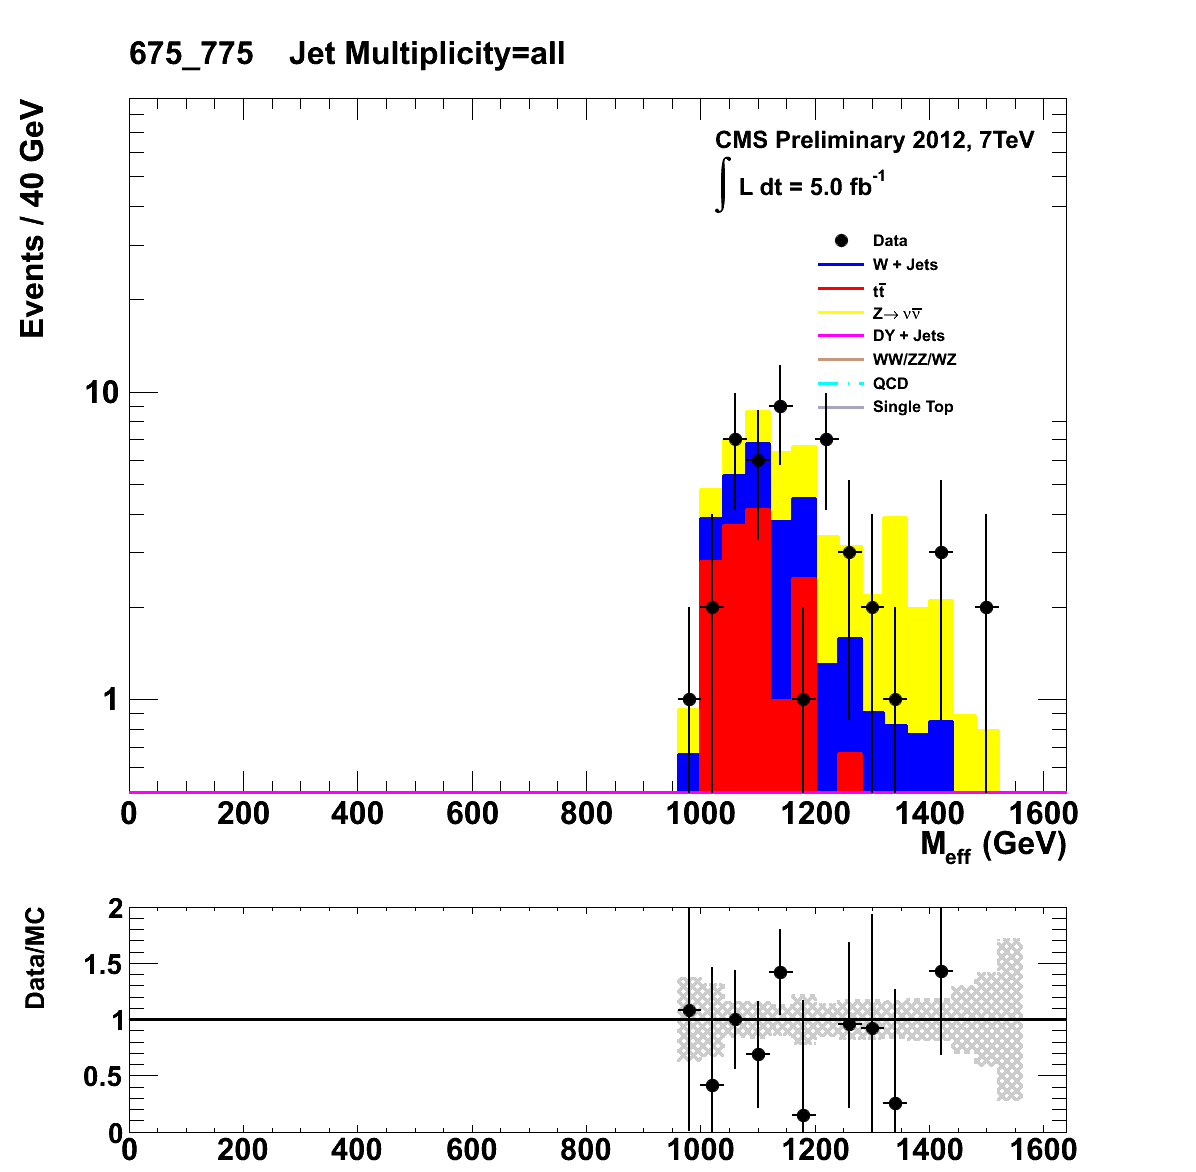 675_775 Jet Multiplicity=all
Events / 40 GeV
CMS Preliminary 2012, 7TeV
∫ L dt = 5.0 fb⁻¹
Data
W + Jets
tt̅
Z→ νν̅
DY + Jets
WW/ZZ/WZ
QCD
Single Top
10
1
0 200 400 600 800 1000 1200 1400 1600
M_eff (GeV)
Data/MC
2
1.5
1
0.5
0
0 200 400 600 800 1000 1200 1400 1600